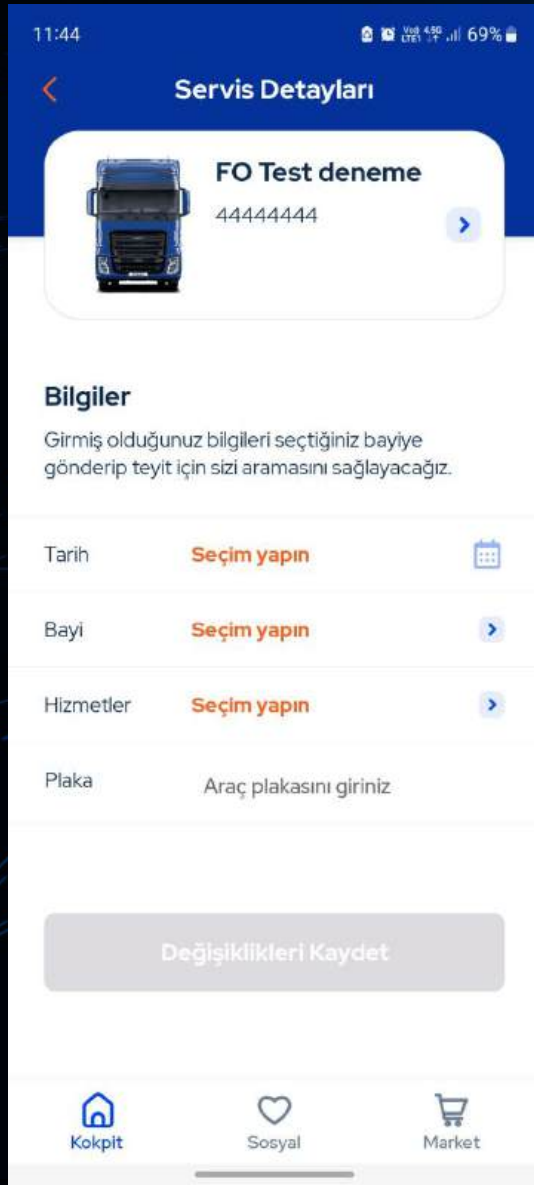 11:44
69%
Servis Detayları
FO Test deneme
44444444
Bilgiler
Girmiş olduğunuz bilgileri seçtiğiniz bayiye
gönderip teyit için sizi aramasını sağlayacağız.
Tarih Seçim yapın
Bayi Seçim yapın
Hizmetler Seçim yapın
Plaka Araç plakasını giriniz
Değişiklikleri Kaydet
Kokpit Sosyal Market